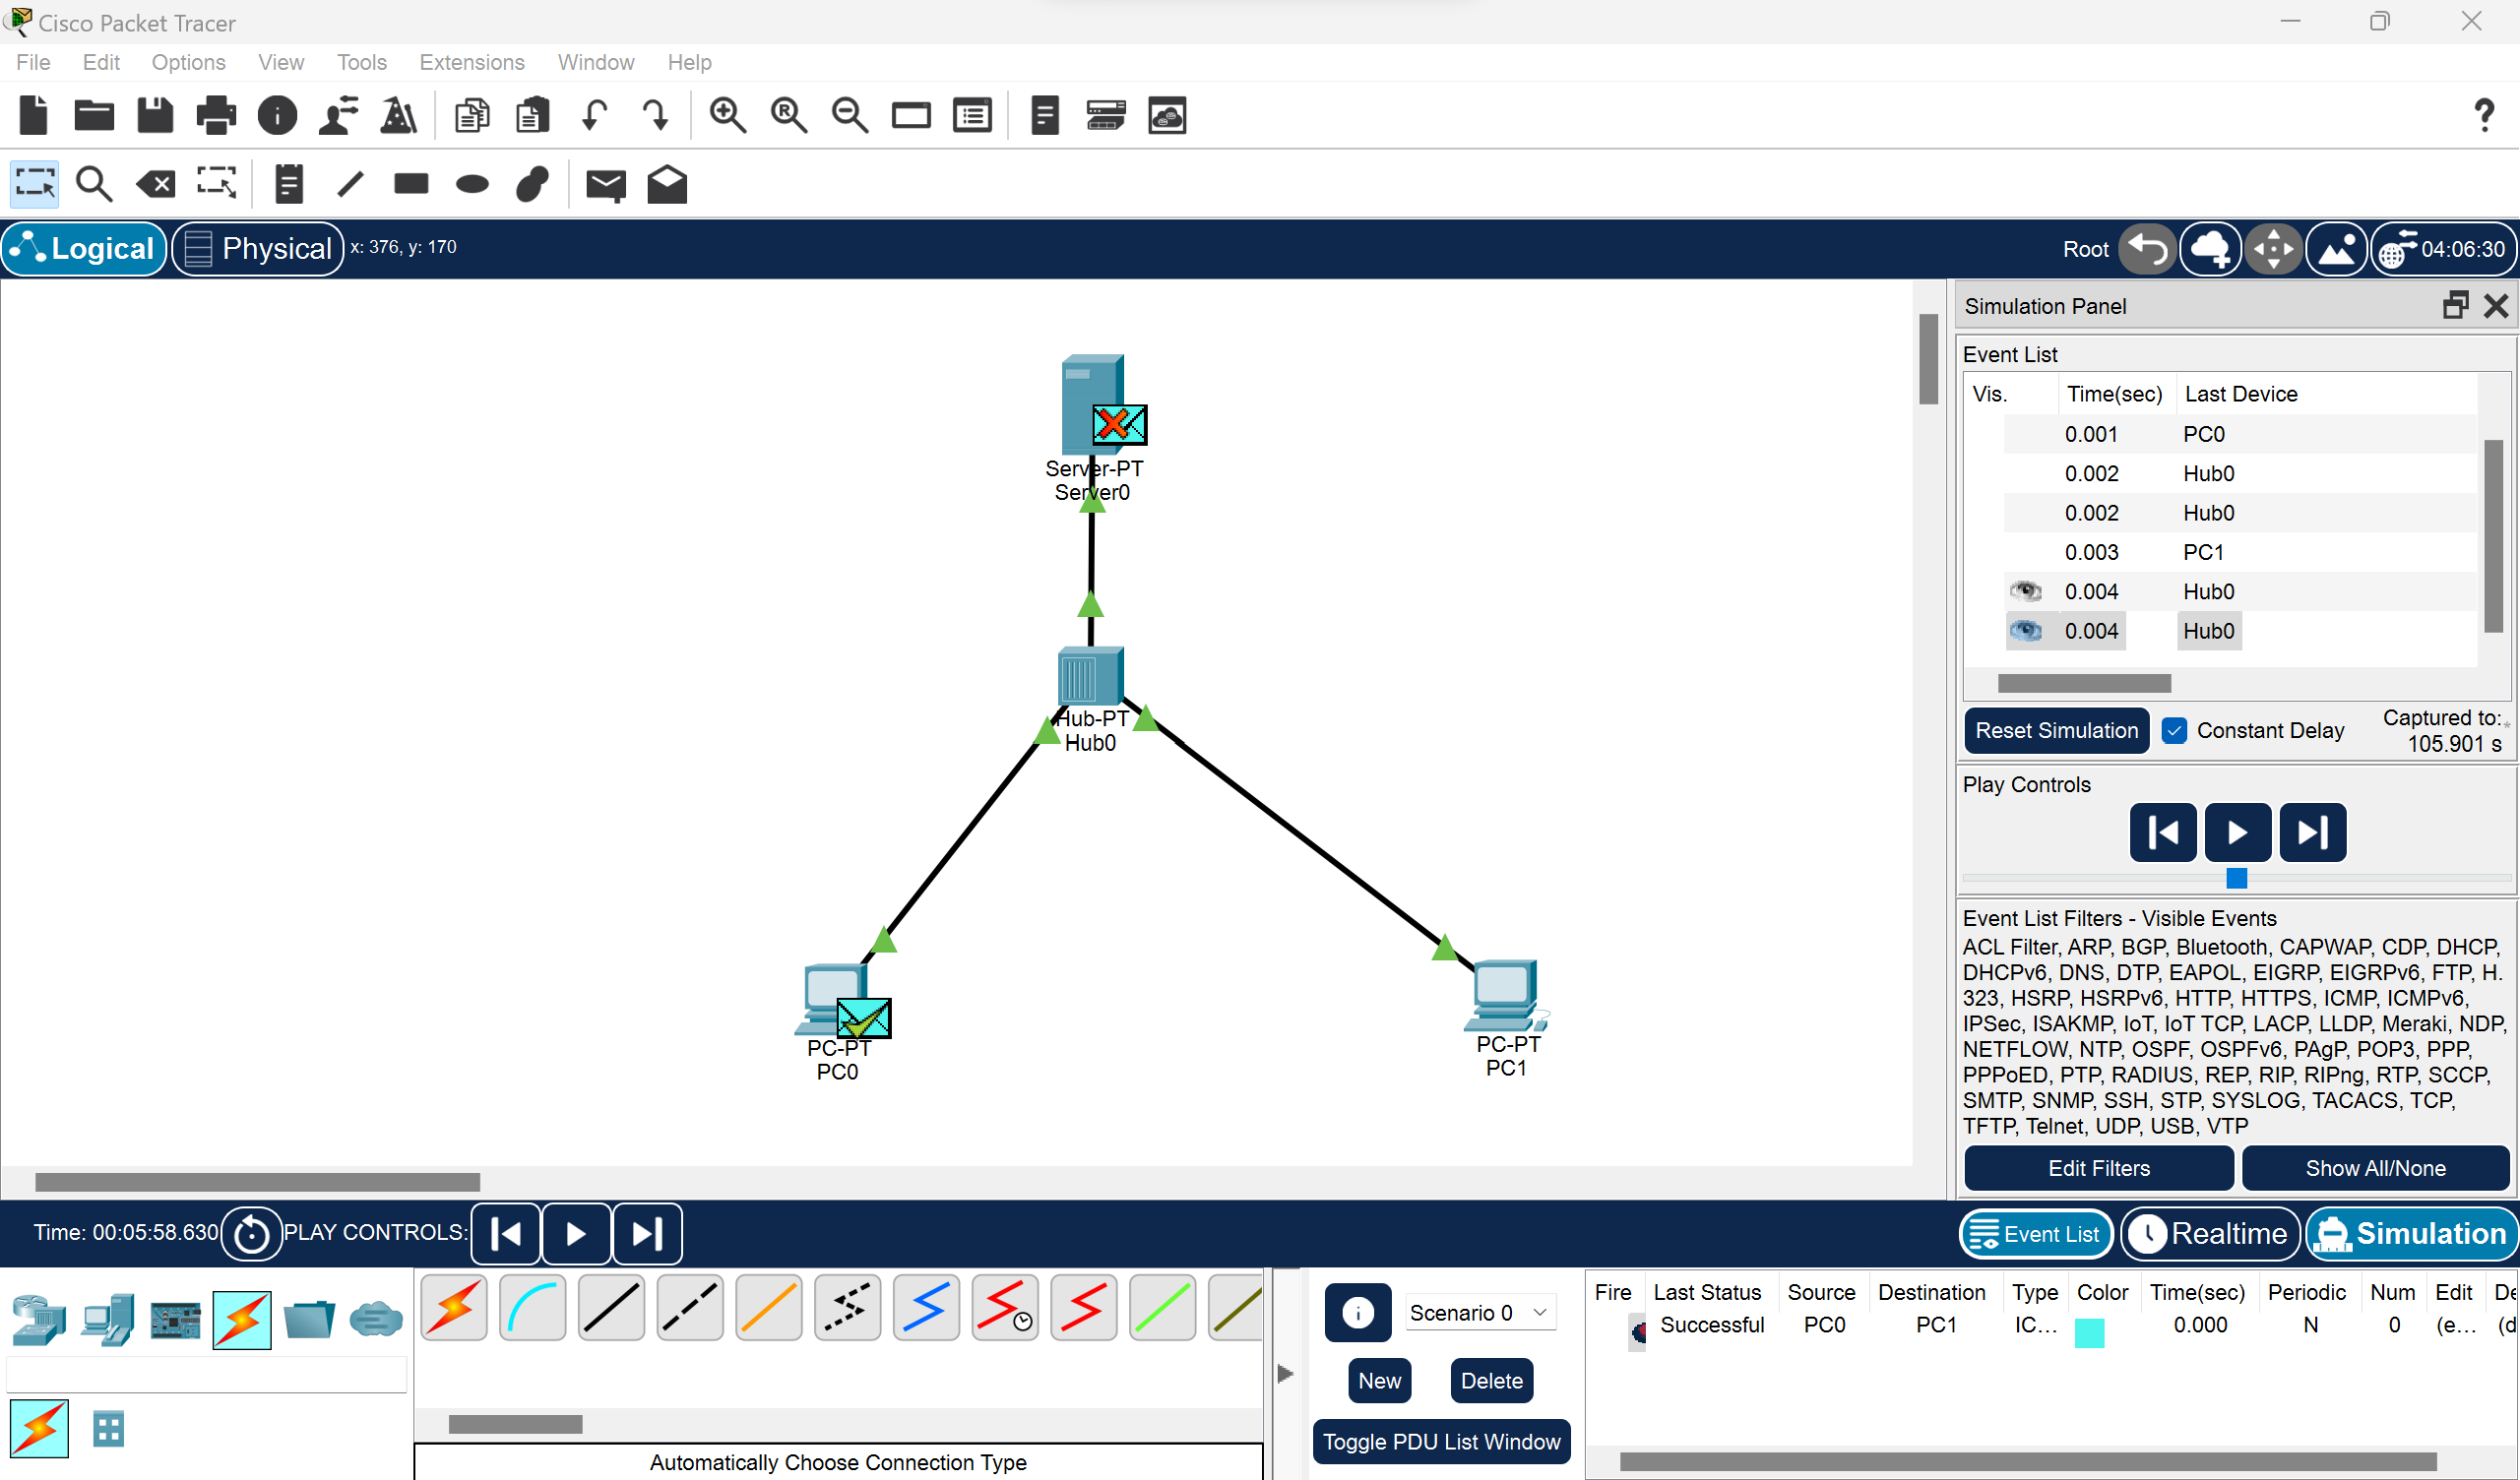 Cisco Packet Tracer
File Edit Options View Tools Extensions Window Help
Logical Physical x: 376, y: 170 Root 04:06:30
Server-PT
Server0
Hub-PT
Hub0
PC-PT
PC0
PC-PT
PC1
Simulation Panel
Event List
Vis. Time(sec) Last Device
0.001 PC0
0.002 Hub0
0.002 Hub0
0.003 PC1
0.004 Hub0
0.004 Hub0
Reset Simulation Constant Delay Captured to:*
105.901 s
Play Controls
Event List Filters - Visible Events
ACL Filter, ARP, BGP, Bluetooth, CAPWAP, CDP, DHCP,
DHCPv6, DNS, DTP, EAPOL, EIGRP, EIGRPv6, FTP, H.
323, HSRP, HSRPv6, HTTP, HTTPS, ICMP, ICMPv6,
IPSec, ISAKMP, IoT, IoT TCP, LACP, LLDP, Meraki, NDP,
NETFLOW, NTP, OSPF, OSPFv6, PAgP, POP3, PPP,
PPPoED, PTP, RADIUS, REP, RIP, RIPng, RTP, SCCP,
SMTP, SNMP, SSH, STP, SYSLOG, TACACS, TCP,
TFTP, Telnet, UDP, USB, VTP
Edit Filters Show All/None
Time: 00:05:58.630 PLAY CONTROLS: Event List Realtime Simulation
Automatically Choose Connection Type
Scenario 0
New Delete
Toggle PDU List Window
Fire Last Status Source Destination Type Color Time(sec) Periodic Num Edit De
Successful PC0 PC1 IC... 0.000 N 0 (e... (d